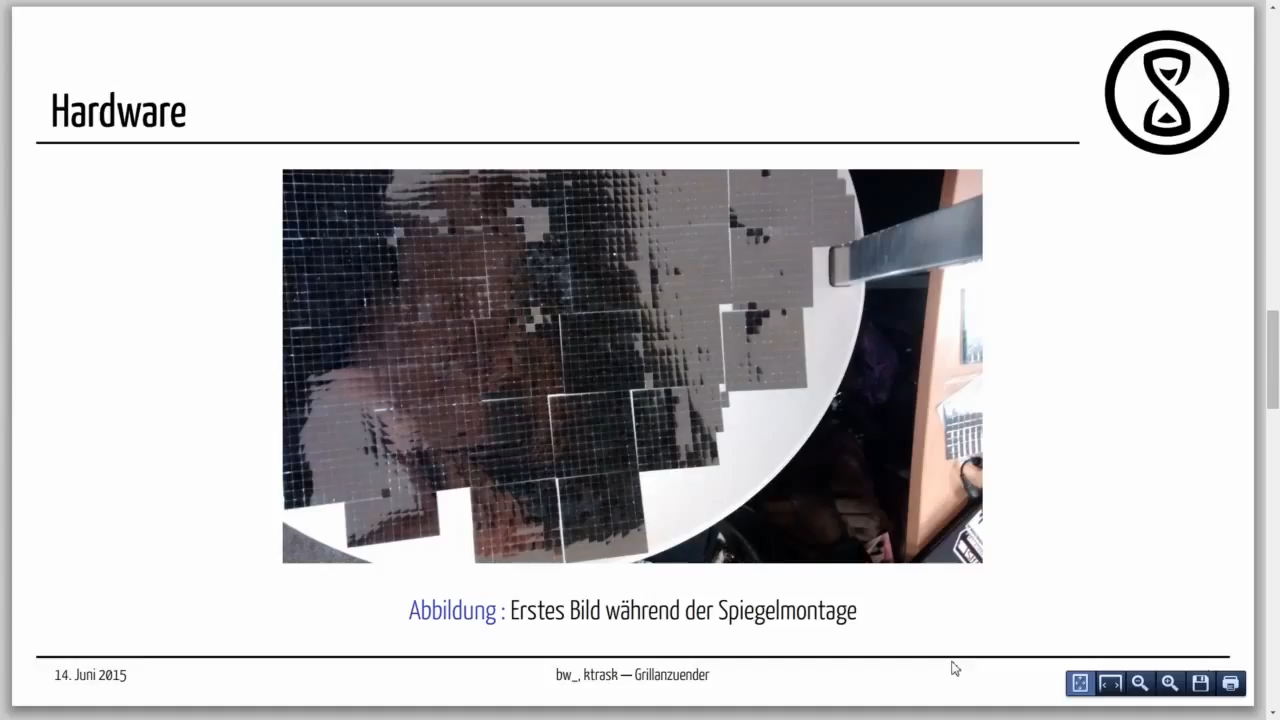 Hardware
Abbildung : Erstes Bild während der Spiegelmontage
14. Juni 2015
bw_, ktrask — Grillanzuender